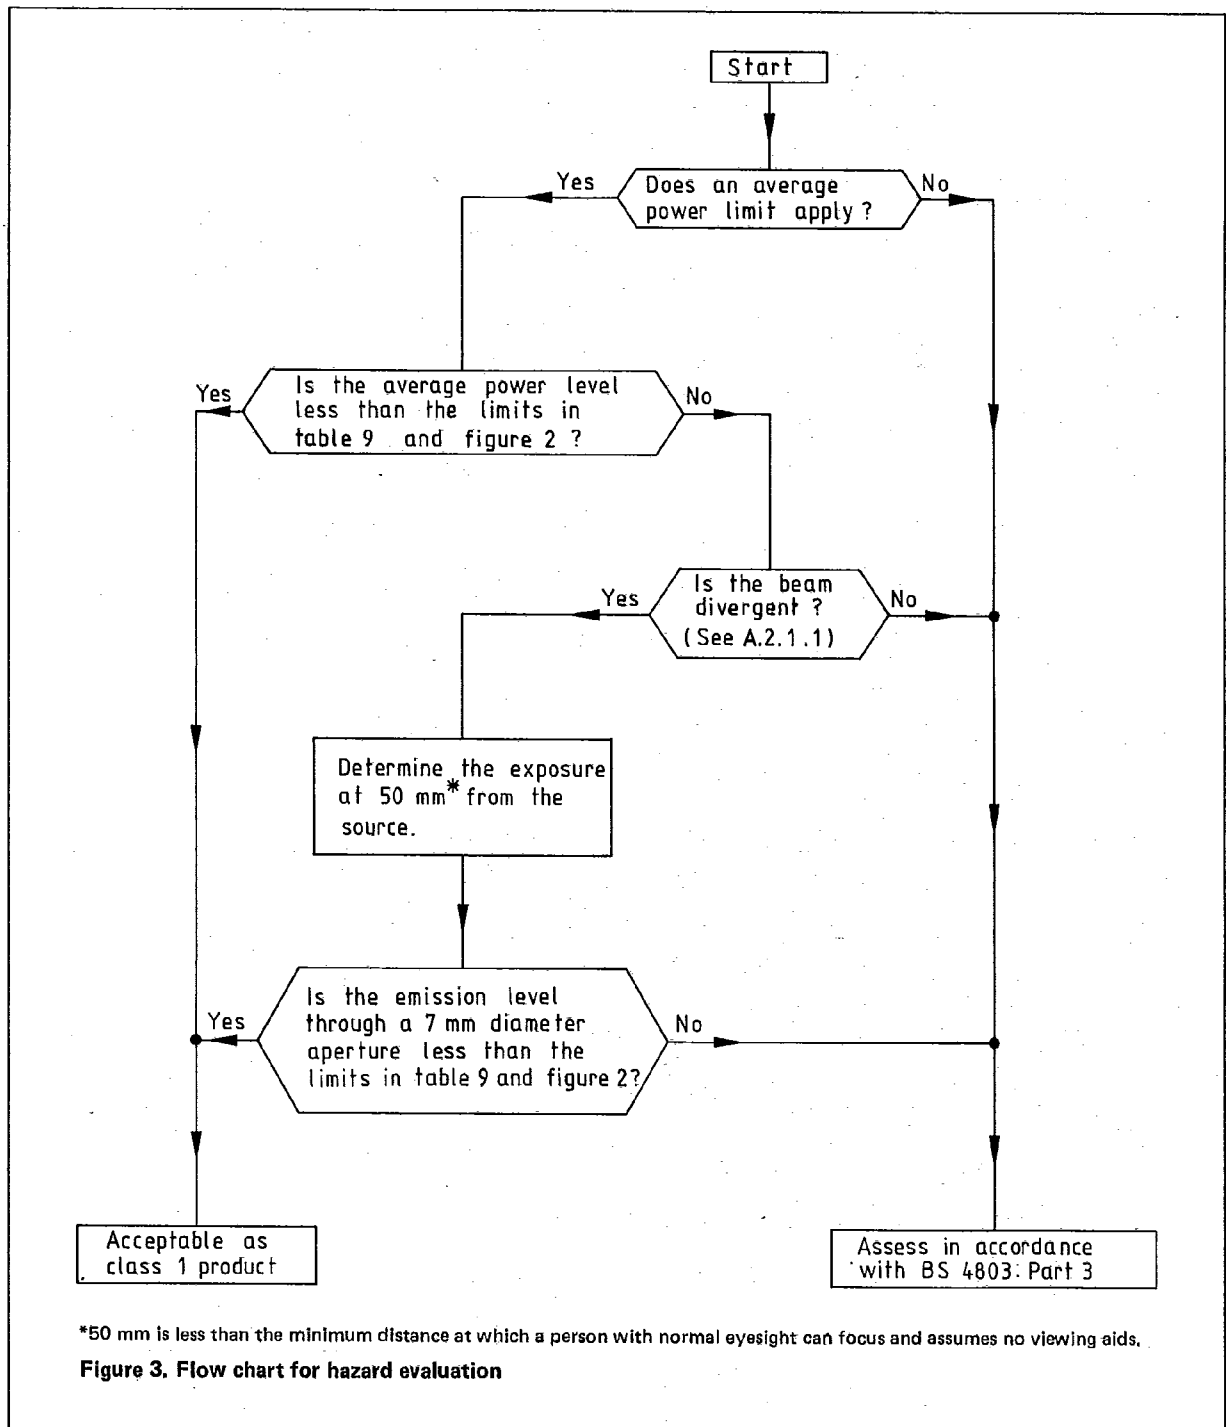 Start
Yes
Does an average
power limit apply ?
No
Yes
Is the average power level
less than the limits in
table 9 and figure 2 ?
No
Yes
Is the beam
divergent ?
(See A.2.1.1)
No
Determine the exposure
at 50 mm* from the
source.
Yes
Is the emission level
through a 7 mm diameter
aperture less than the
limits in table 9 and figure 2?
No
Acceptable as
class 1 product
Assess in accordance
with BS 4803: Part 3
*50 mm is less than the minimum distance at which a person with normal eyesight can focus and assumes no viewing aids.
Figure 3. Flow chart for hazard evaluation